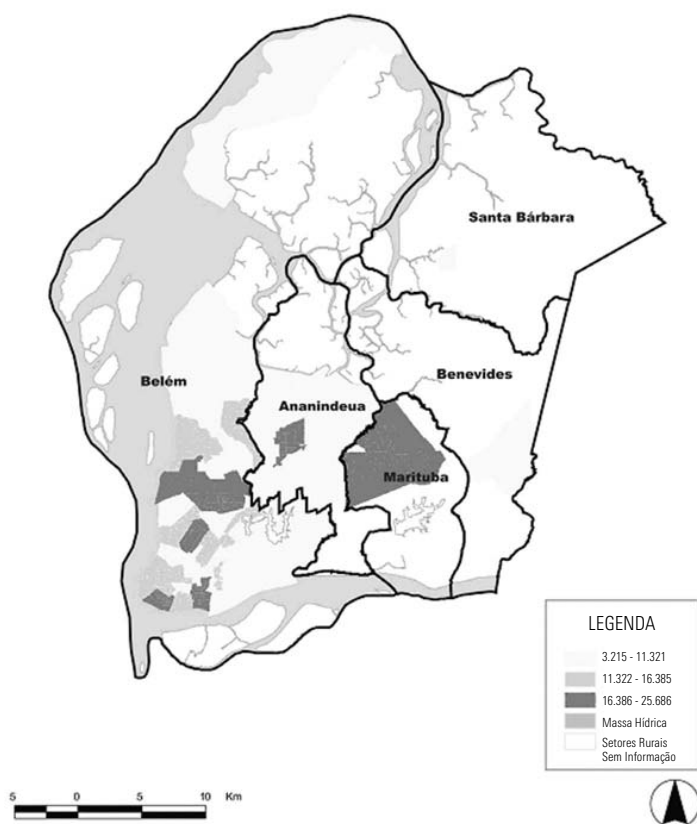 Santa Bárbara
Benevides
Belém
Ananindeua
Marituba
LEGENDA
3.215 - 11.321
11.322 - 16.385
16.386 - 25.686
Massa Hídrica
Setores Rurais
Sem Informação
5 0 5 10 Km